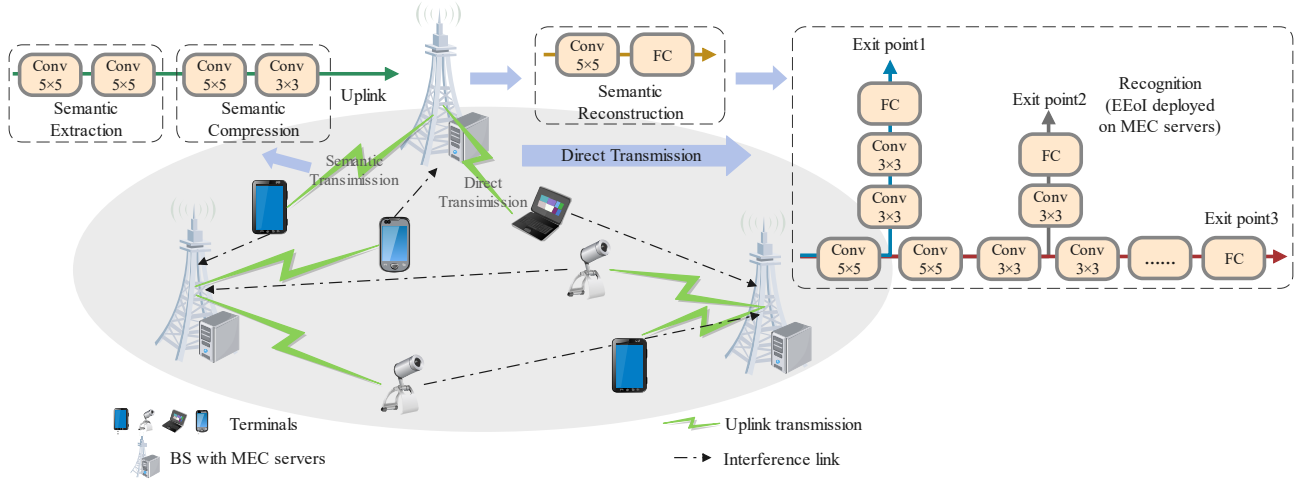 Conv
5×5
Conv
5×5
Semantic
Extraction
Conv
5×5
Conv
3×3
Semantic
Compression
Uplink
Conv
5×5
FC
Semantic
Reconstruction
Direct Transmission
Semantic
Transimission
Direct
Transimission
Exit point1
FC
Conv
3×3
Conv
3×3
Exit point2
FC
Conv
3×3
Recognition
(EEoI deployed
on MEC servers)
Exit point3
Conv
5×5
Conv
5×5
Conv
3×3
Conv
3×3
......
FC
Terminals
BS with MEC servers
Uplink transmission
Interference link